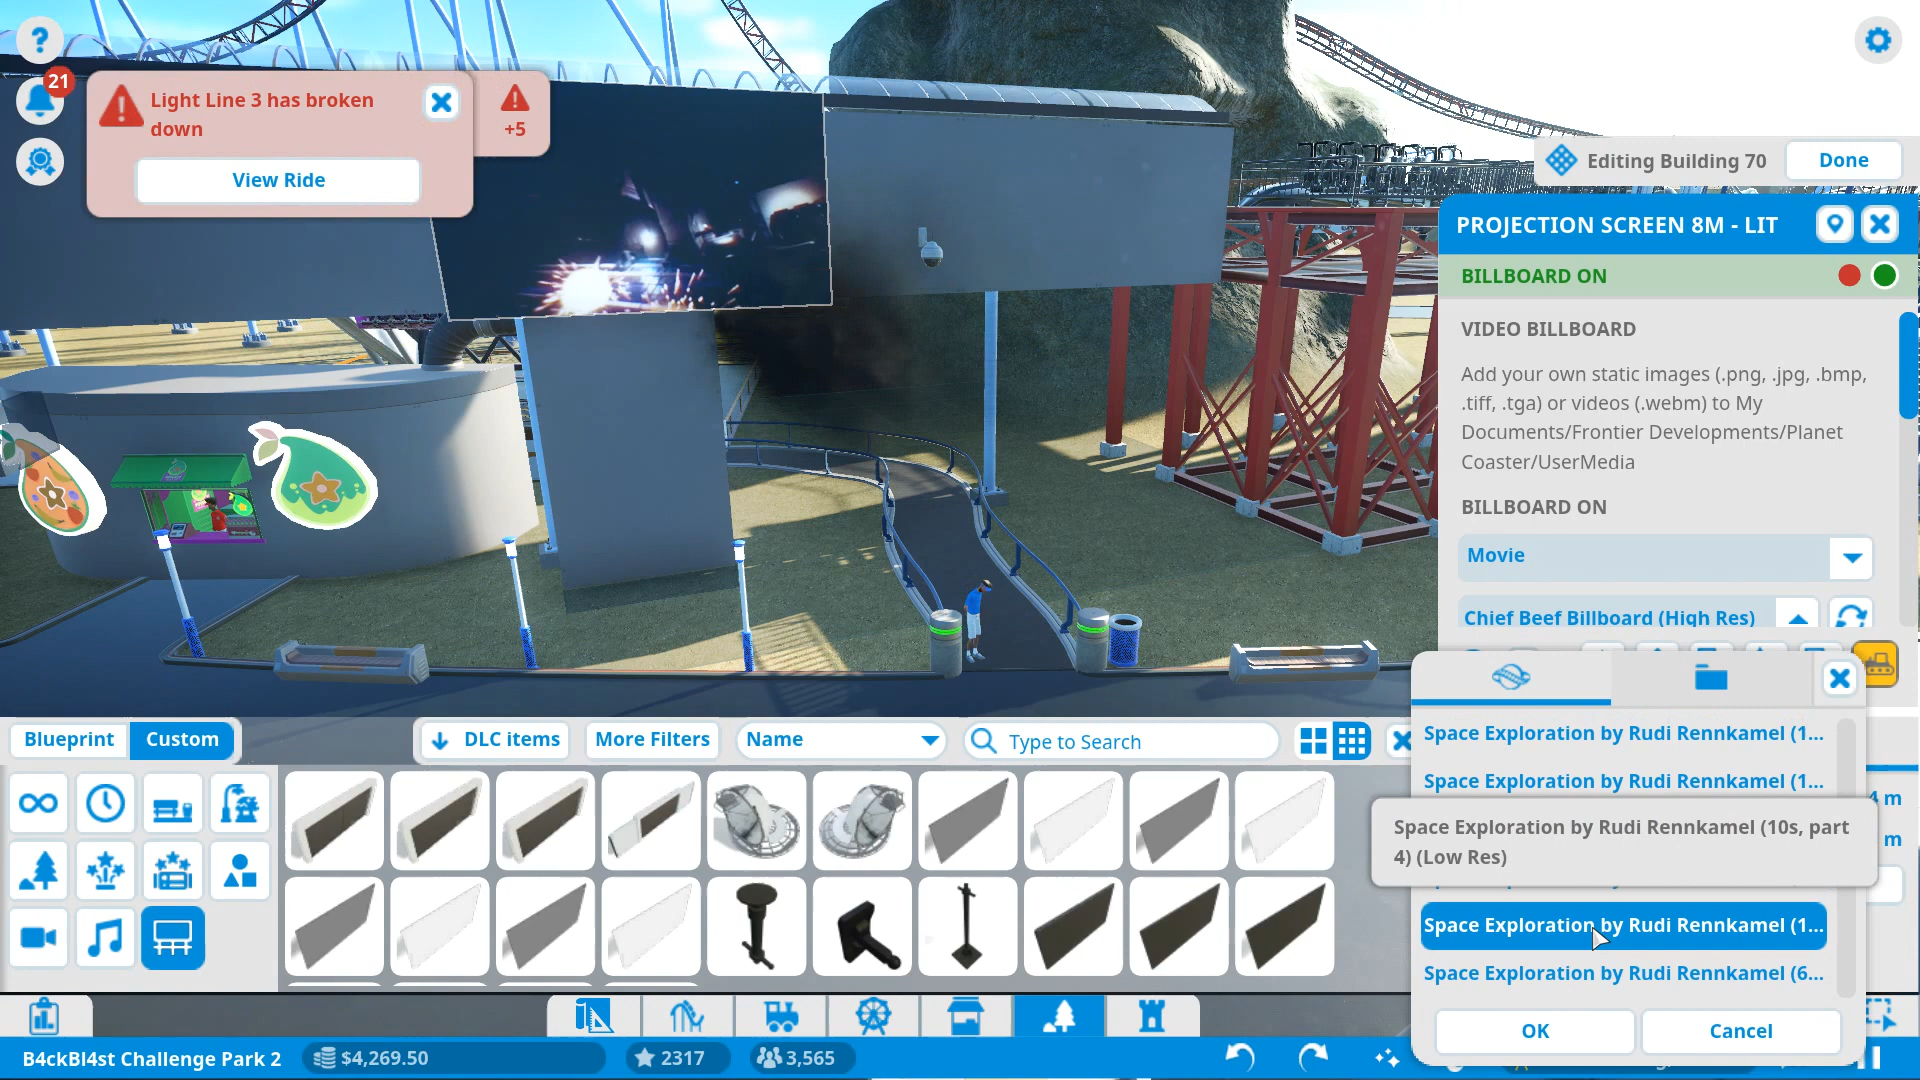 ?
21
Light Line 3 has broken
down
View Ride
+5
Editing Building 70
Done
PROJECTION SCREEN 8M - LIT
BILLBOARD ON
VIDEO BILLBOARD
Add your own static images (.png, .jpg, .bmp,
.tiff, .tga) or videos (.webm) to My
Documents/Frontier Developments/Planet
Coaster/UserMedia
BILLBOARD ON
Movie
Chief Beef Billboard (High Res)
Blueprint
Custom
DLC items
More Filters
Name
Type to Search
Space Exploration by Rudi Rennkamel (1...
Space Exploration by Rudi Rennkamel (1...
4 m
m
Space Exploration by Rudi Rennkamel (10s, part
4) (Low Res)
Space Exploration by Rudi Rennkamel (1...
Space Exploration by Rudi Rennkamel (6...
OK
Cancel
B4ckBl4st Challenge Park 2
$4,269.50
2317
3,565